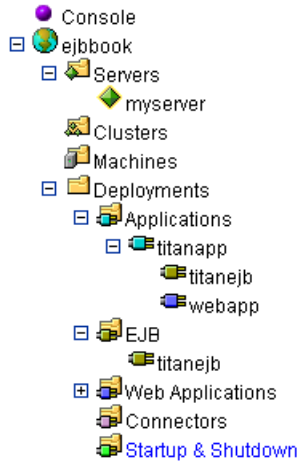 Console
ejbbook
Servers
myserver
Clusters
Machines
Deployments
Applications
titanapp
titanejb
webapp
EJB
titanejb
Web Applications
Connectors
Startup & Shutdown